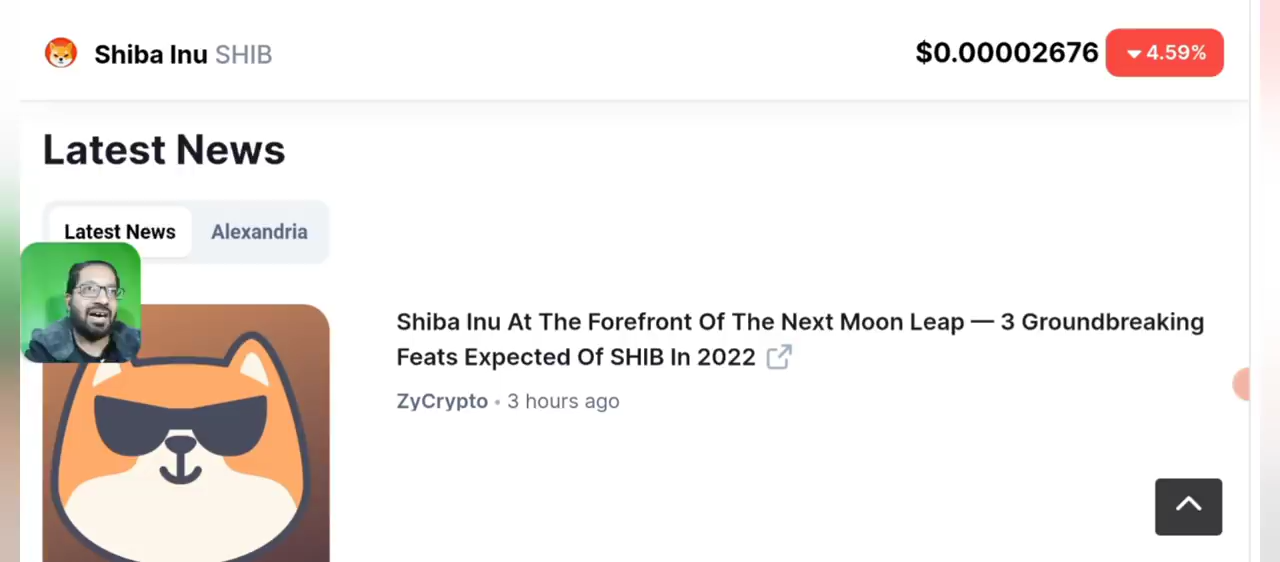 Shiba Inu SHIB
$0.00002676 4.59%
Latest News
Latest News Alexandria
Shiba Inu At The Forefront Of The Next Moon Leap — 3 Groundbreaking
Feats Expected Of SHIB In 2022
ZyCrypto • 3 hours ago